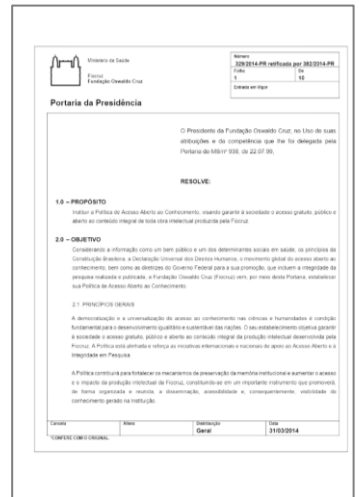 Ministério da Saúde
Fiocruz
Fundação Oswaldo Cruz
Número
329/2014-PR retificada por 382/2014-PR
Folha
1
De
10
Entrada em Vigor
Portaria da Presidência
O Presidente da Fundação Oswaldo Cruz, no Uso de suas
atribuições e da competência que lhe foi delegada pela
Portaria do MS/nº 938, de 22.07.99,
RESOLVE:
1.0 – PROPÓSITO
Instituir a Política de Acesso Aberto ao Conhecimento, visando garantir à sociedade o acesso gratuito, público e
aberto ao conteúdo integral de toda obra intelectual produzida pela Fiocruz.
2.0 – OBJETIVO
Considerando a informação como um bem público e um dos determinantes sociais em saúde, os princípios da
Constituição Brasileira, a Declaração Universal dos Direitos Humanos, o movimento global do acesso aberto ao
conhecimento, bem como as diretrizes do Governo Federal para a sua promoção, que incluem a integridade da
pesquisa realizada e publicada, a Fundação Oswaldo Cruz (Fiocruz) vem, por meio desta Portaria, estabelecer
sua Política de Acesso Aberto ao Conhecimento.
2.1. PRINCÍPIOS GERAIS
A democratização e a universalização do acesso ao conhecimento nas ciências e humanidades é condição
fundamental para o desenvolvimento igualitário e sustentável das nações. O seu estabelecimento objetiva garantir
à sociedade o acesso gratuito, público e aberto ao conteúdo integral da produção intelectual desenvolvida pela
Fiocruz. A Política está alinhada e reforça as iniciativas internacionais e nacionais de apoio ao Acesso Aberto e à
Integridade em Pesquisa.
A Política contribuirá para fortalecer os mecanismos de preservação da memória institucional e aumentar o acesso
e o impacto da produção intelectual da Fiocruz, constituindo-se em um importante instrumento que promoverá,
de forma organizada e reunida, a disseminação, acessibilidade e, consequentemente, visibilidade do
conhecimento gerado na instituição.
Cancela
Altera
Distribuição
Geral
Data
31/03/2014
*CONFERE COM O ORIGINAL.